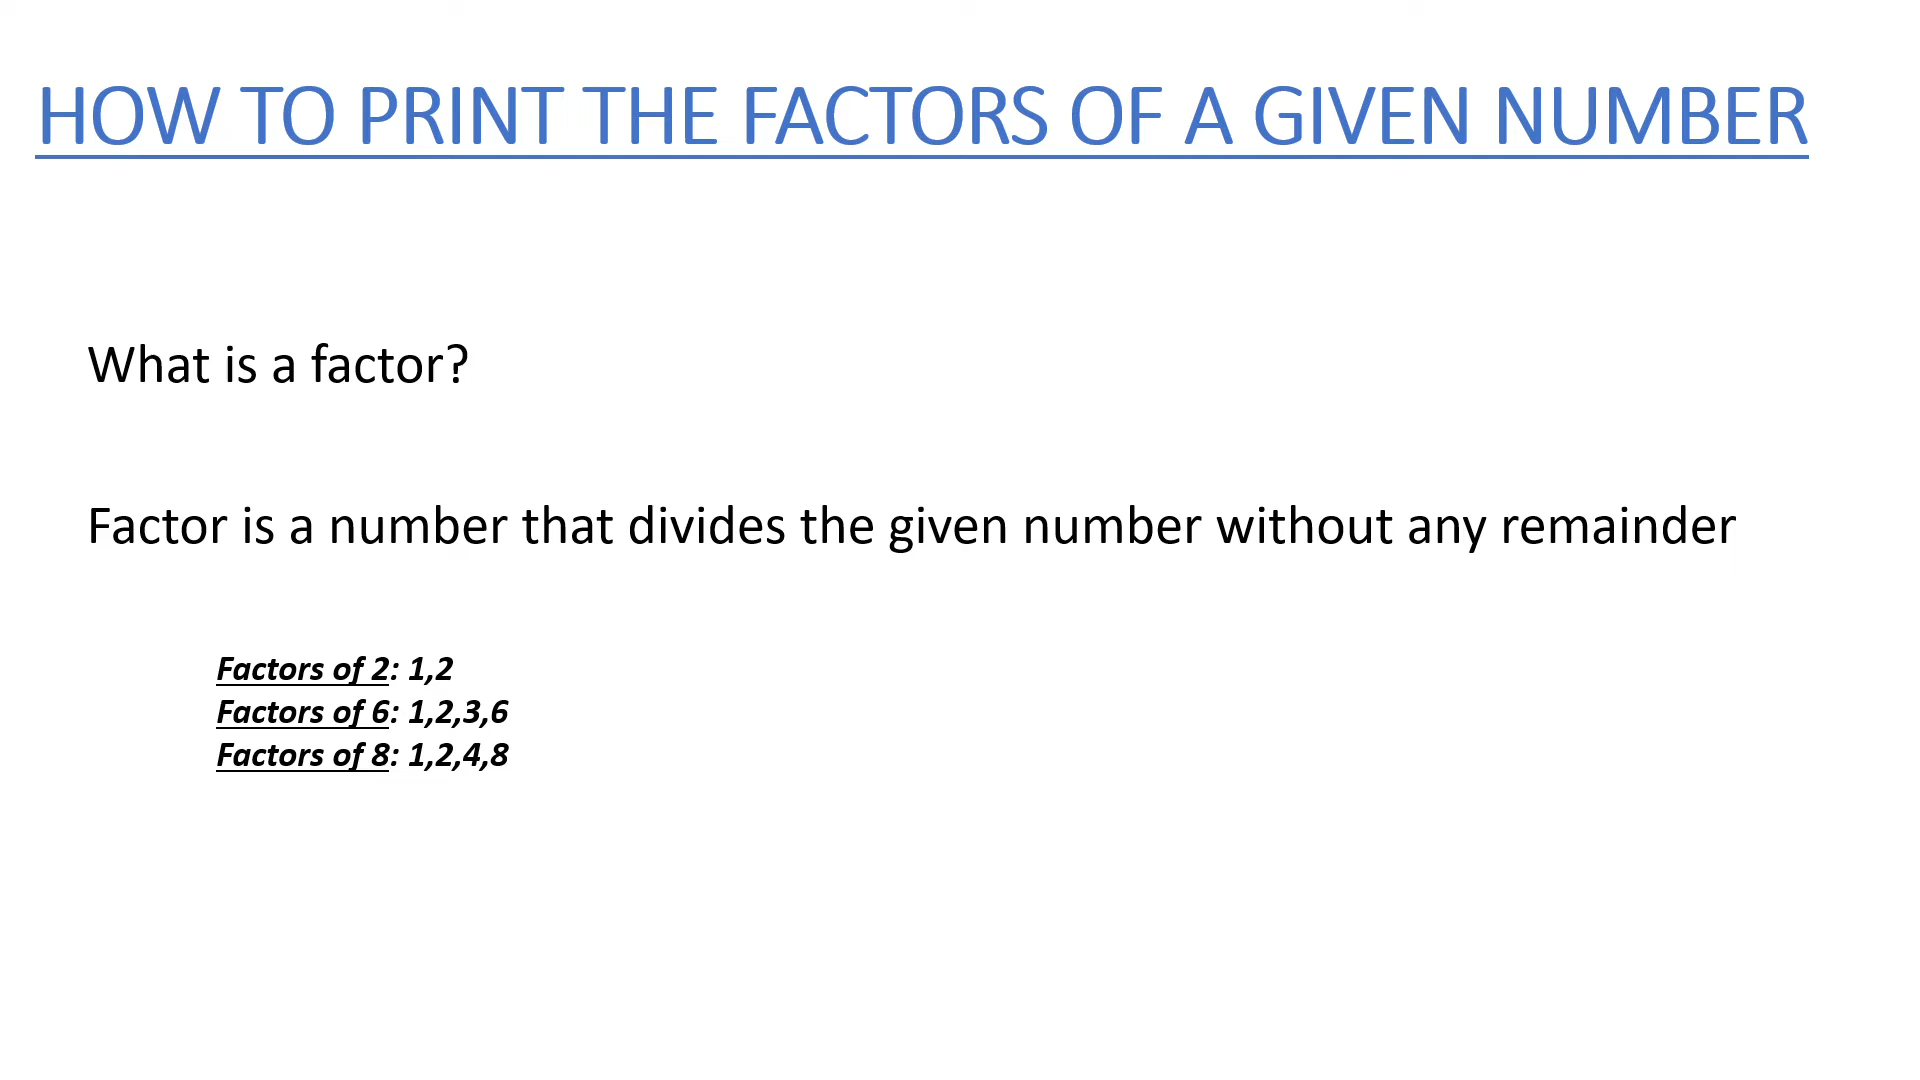 HOW TO PRINT THE FACTORS OF A GIVEN NUMBER
What is a factor?
Factor is a number that divides the given number without any remainder
Factors of 2: 1,2
Factors of 6: 1,2,3,6
Factors of 8: 1,2,4,8